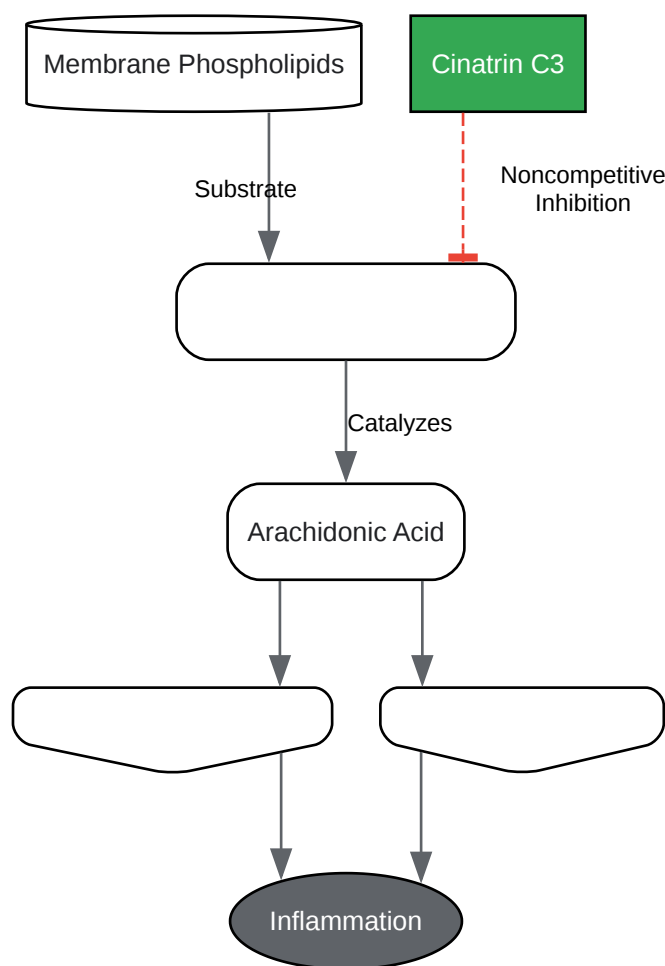 Membrane Phospholipids
Cinatrin C3
Substrate
Noncompetitive
Inhibition
Catalyzes
Arachidonic Acid
Inflammation